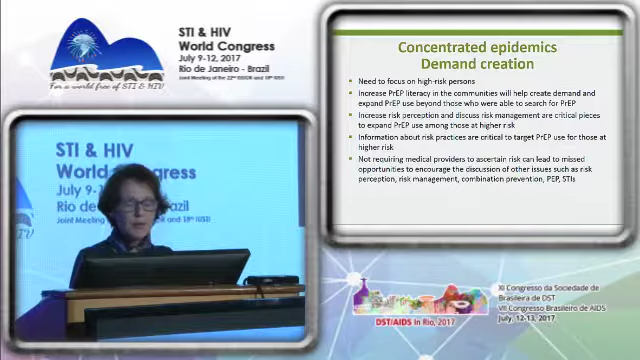 STI & HIV
World Congress
July 9-12, 2017
Rio de Janeiro - Brazil
For a world free of STI & HIV
Concentrated epidemics
Demand creation
Need to focus on high-risk persons
Increase PrEP literacy in the communities will help create demand and
expand PrEP use beyond those who were able to search for PrEP
Increase risk perception and discuss risk management are critical pieces
to expand PrEP use among those at higher risk
Information about risk practices are critical to target PrEP use for those at
higher risk
Not requiring medical providers to ascertain risk can lead to missed
opportunities to encourage the discussion of other issues such as risk
perception, risk management, combination prevention, PEP, STIs
STI & HIV
World Congress
July 9-1
Rio de Jane azil
Joint Meeting
DST/AIDS in Rio, 2017
XI Congresso da Sociedade de
Brasileira de DST
VII Congresso Brasileiro de AIDS
July, 12-13, 2017